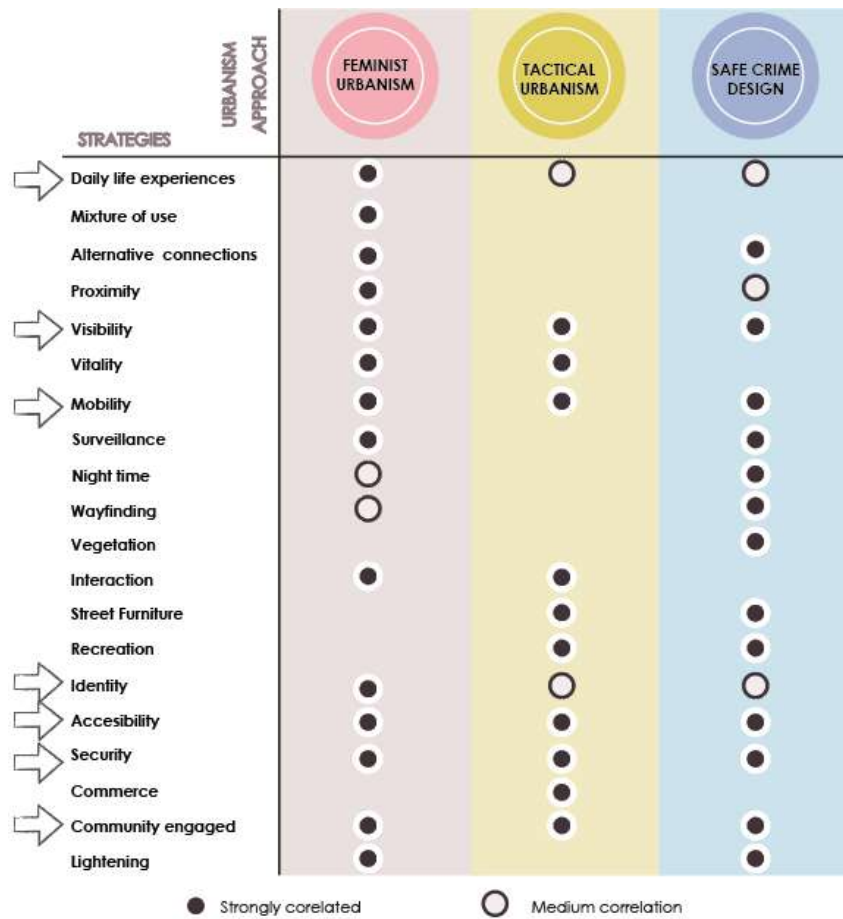 URBANISM
APPROACH
FEMINIST
URBANISM
TACTICAL
URBANISM
SAFE CRIME
DESIGN
STRATEGIES
Daily life experiences
Mixture of use
Alternative connections
Proximity
Visibility
Vitality
Mobility
Surveillance
Night time
Wayfinding
Vegetation
Interaction
Street Furniture
Recreation
Identity
Accesibility
Security
Commerce
Community engaged
Lightening
Strongly corelated
Medium correlation